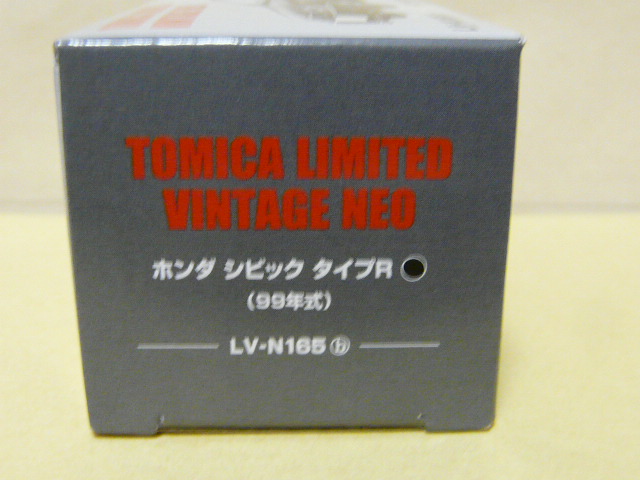 TOMICA LIMITED
VINTAGE NEO
ホンダ シビック タイプR
(99年式)
LV-N165 ⓑ